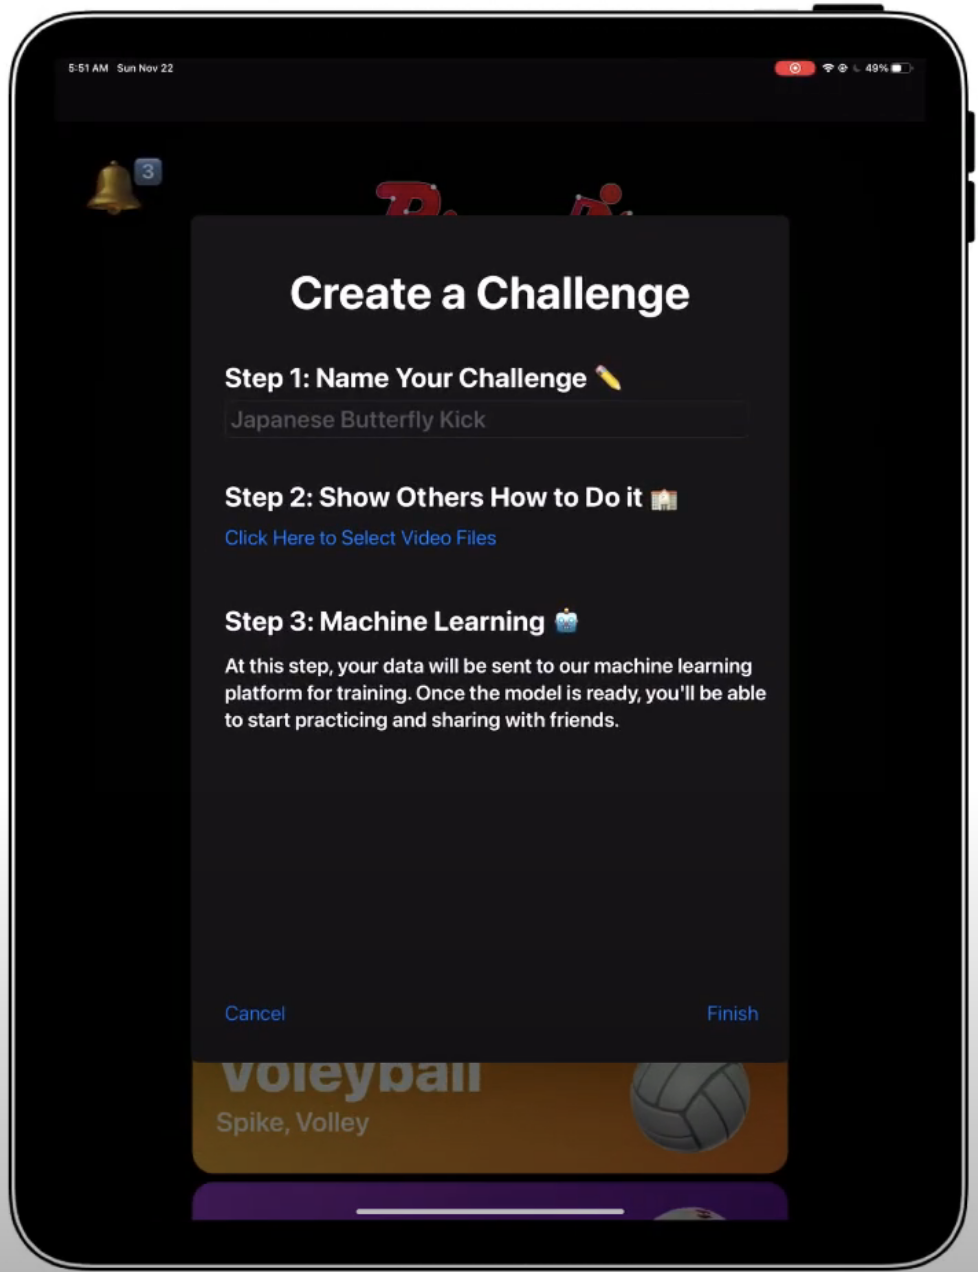 5:51 AM Sun Nov 22
49%
3
Create a Challenge
Step 1: Name Your Challenge
Japanese Butterfly Kick
Step 2: Show Others How to Do it
Click Here to Select Video Files
Step 3: Machine Learning
At this step, your data will be sent to our machine learning
platform for training. Once the model is ready, you'll be able
to start practicing and sharing with friends.
Cancel Finish
Voleyball
Spike, Volley